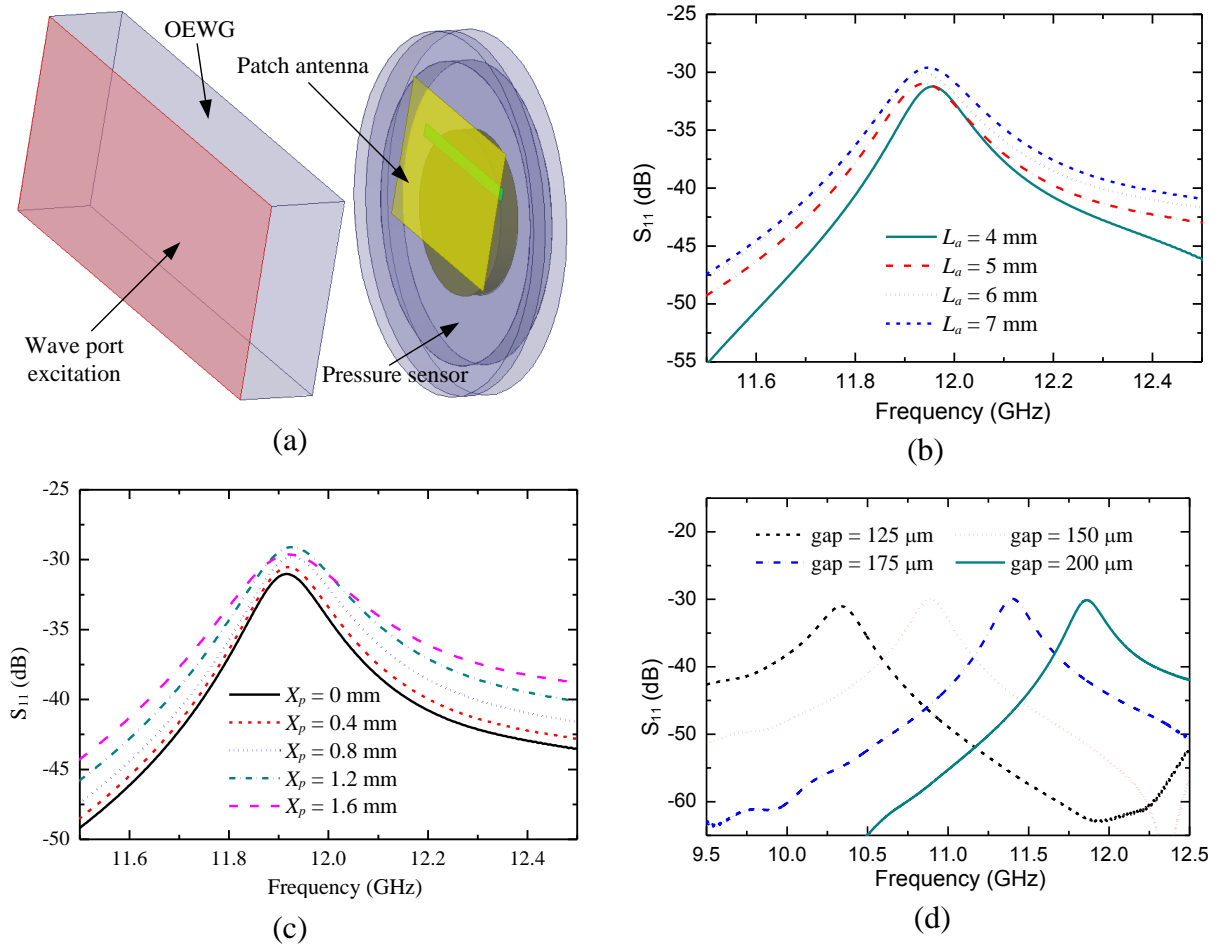 OEWG
Patch antenna
Wave port
excitation
Pressure sensor
(a)
-25
-30
-35
-40
-45
-50
-55
S11 (dB)
La = 4 mm
La = 5 mm
La = 6 mm
La = 7 mm
11.6 11.8 12.0 12.2 12.4
Frequency (GHz)
(b)
-25
-30
-40
-50
S11 (dB)
Xp = 0 mm
Xp = 0.4 mm
Xp = 0.8 mm
Xp = 1.2 mm
Xp = 1.6 mm
11.6 11.8 12.0 12.2 12.4
Frequency (GHz)
(c)
-20
-30
-40
-50
-60
S11 (dB)
gap = 125 μm gap = 150 μm
gap = 175 μm gap = 200 μm
9.5 10.0 10.5 11.0 11.5 12.0 12.5
Frequency (GHz)
(d)